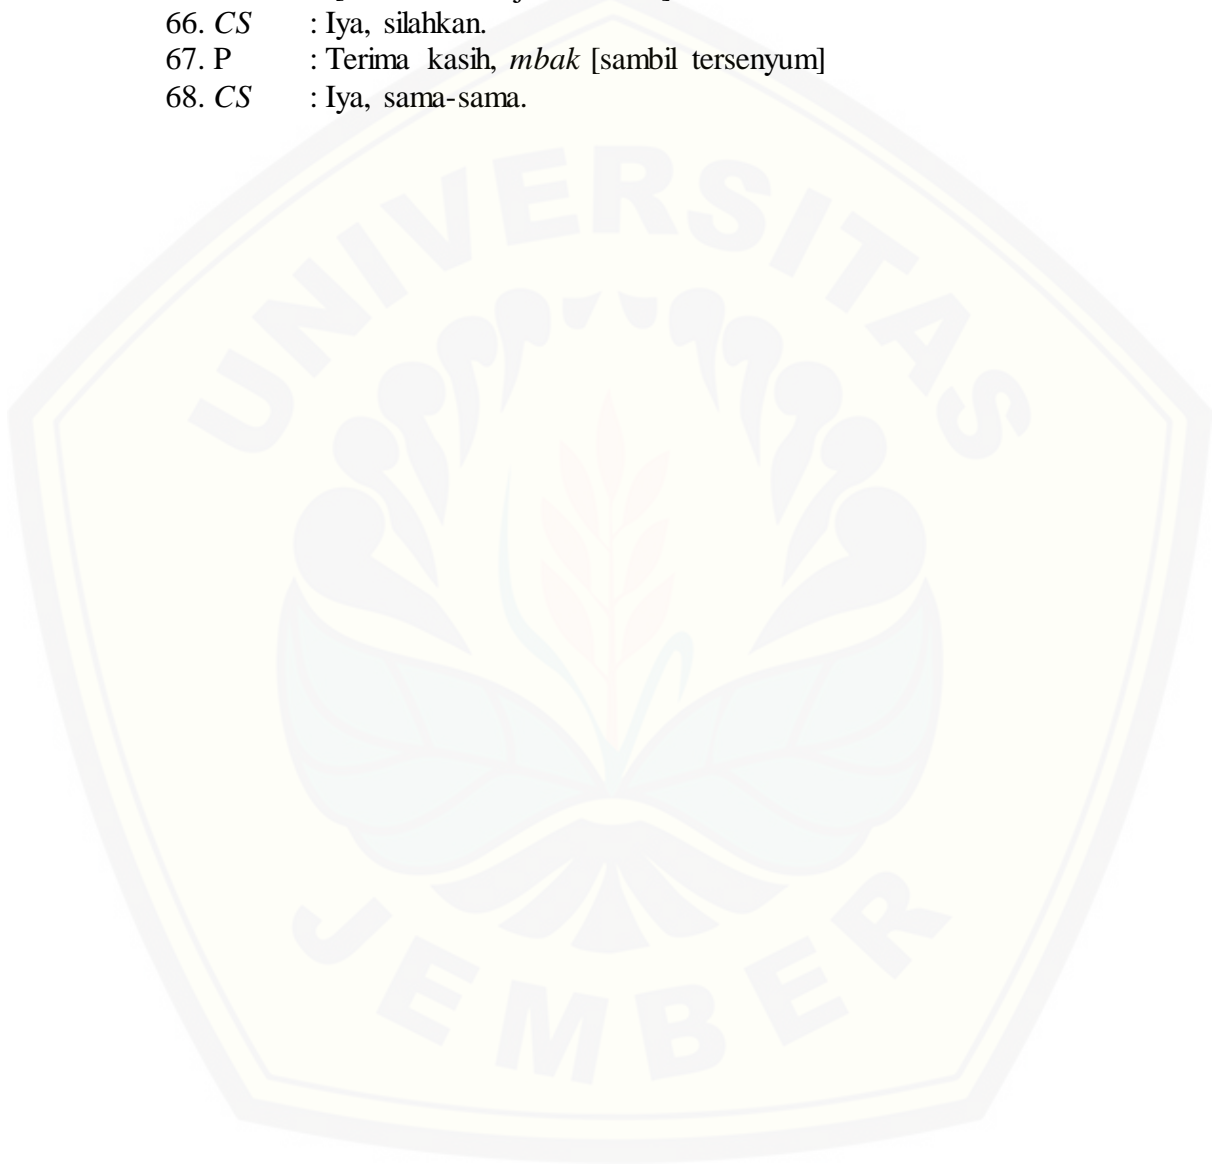 66. CS : Iya, silahkan.
67. P : Terima kasih, mbak [sambil tersenyum]
68. CS : Iya, sama-sama.
UNIVERSITAS
JEMBER